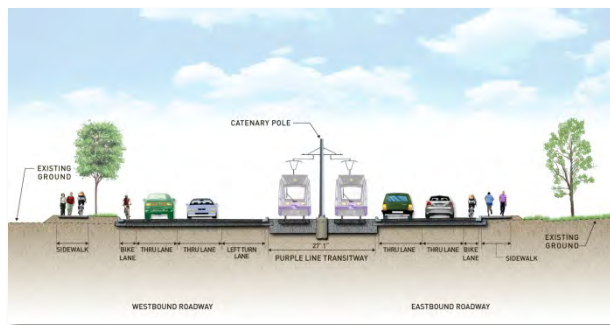 CATENARY POLE
EXISTING
GROUND
SIDEWALK
BIKE
LANE
THRU LANE
THRU LANE
LEFT TURN
LANE
27' 1"
PURPLE LINE TRANSITWAY
THRU LANE
THRU LANE
BIKE
LANE
SIDEWALK
EXISTING
GROUND
WESTBOUND ROADWAY
EASTBOUND ROADWAY